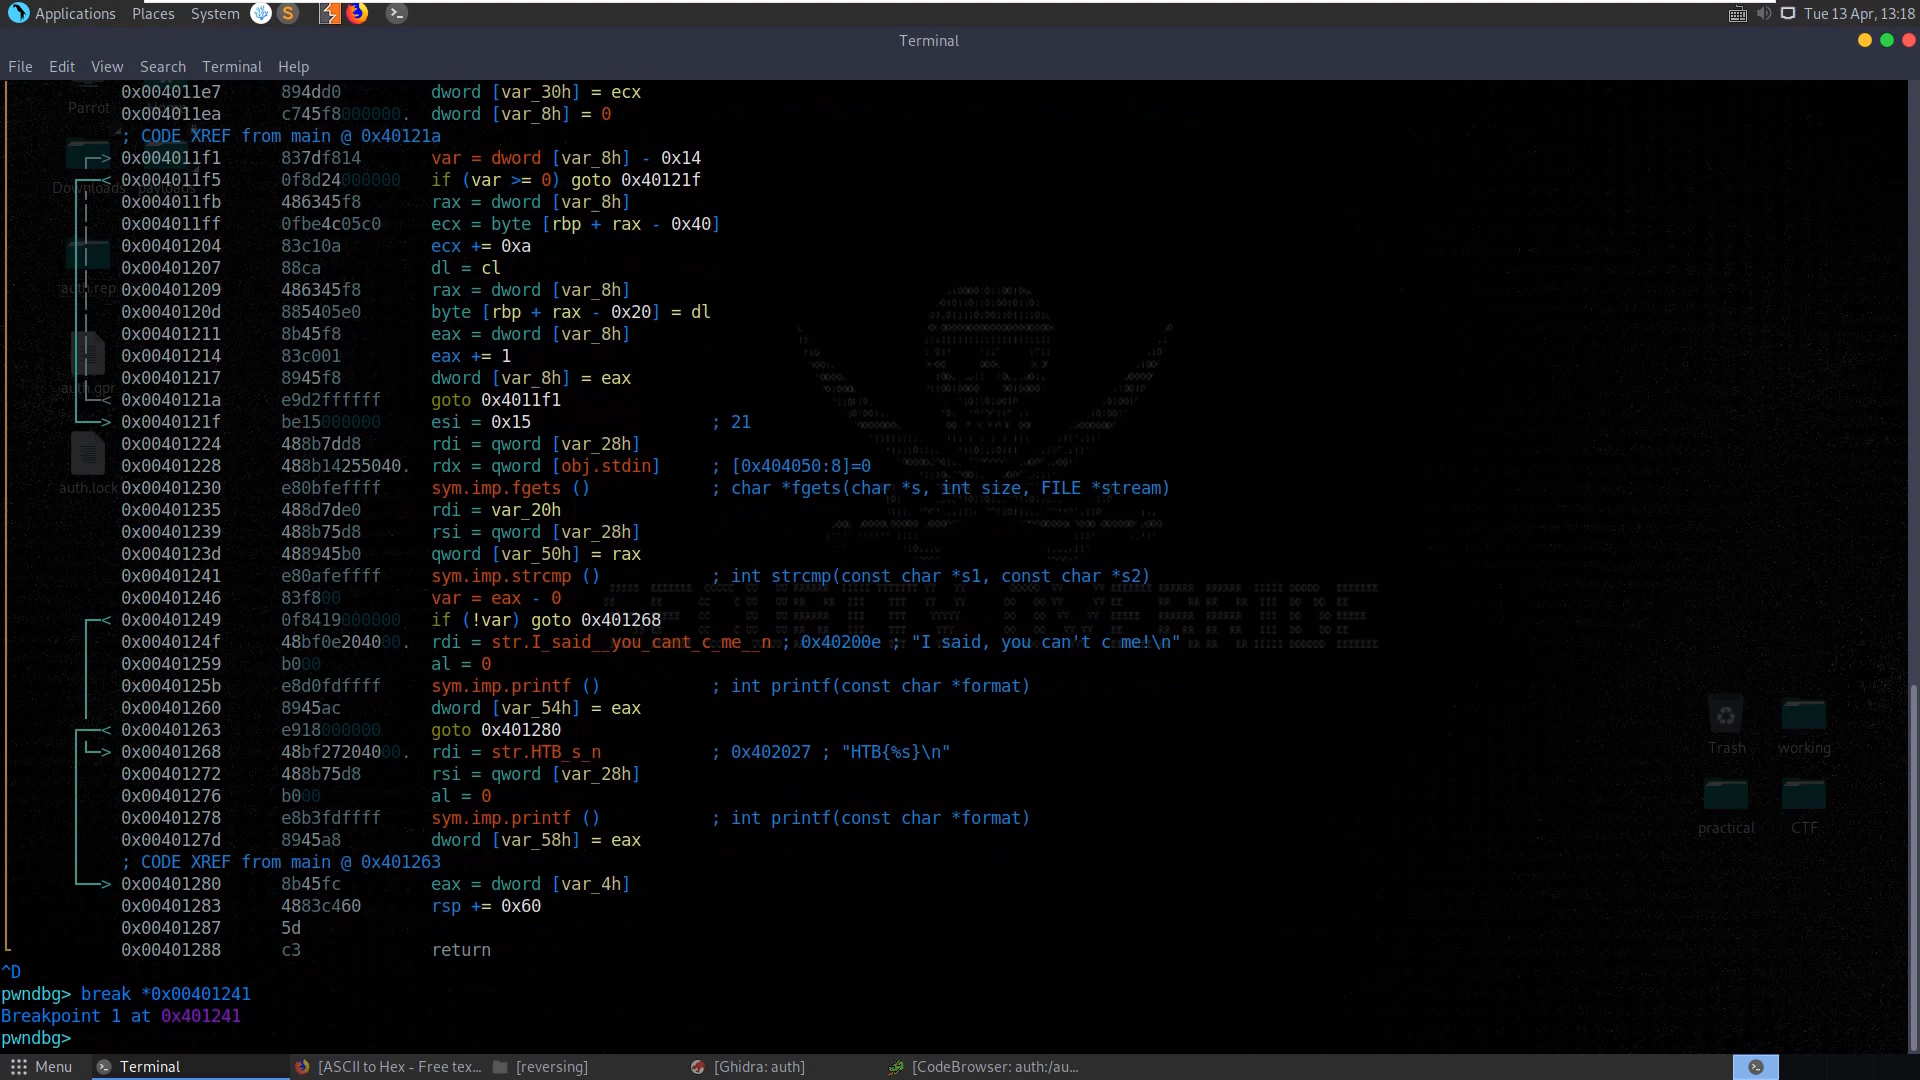 Applications Places System Tue 13 Apr, 13:18
Terminal
File Edit View Search Terminal Help
0x004011e7 894dd0 dword [var_30h] = ecx
0x004011ea c745f8000000. dword [var_8h] = 0
; CODE XREF from main @ 0x40121a
0x004011f1 837df814 var = dword [var_8h] - 0x14
0x004011f5 0f8d24000000 if (var >= 0) goto 0x40121f
0x004011fb 486345f8 rax = dword [var_8h]
0x004011ff 0fbe4c05c0 ecx = byte [rbp + rax - 0x40]
0x00401204 83c10a ecx += 0xa
0x00401207 88ca dl = cl
0x00401209 486345f8 rax = dword [var_8h]
0x0040120d 885405e0 byte [rbp + rax - 0x20] = dl
0x00401211 8b45f8 eax = dword [var_8h]
0x00401214 83c001 eax += 1
0x00401217 8945f8 dword [var_8h] = eax
0x0040121a e9d2ffffff goto 0x4011f1
0x0040121f be15000000 esi = 0x15 ; 21
0x00401224 488b7dd8 rdi = qword [var_28h]
0x00401228 488b14255040. rdx = qword [obj.stdin] ; [0x404050:8]=0
0x00401230 e80bfeffff sym.imp.fgets () ; char *fgets(char *s, int size, FILE *stream)
0x00401235 488d7de0 rdi = var_20h
0x00401239 488b75d8 rsi = qword [var_28h]
0x0040123d 488945b0 qword [var_50h] = rax
0x00401241 e80afeffff sym.imp.strcmp () ; int strcmp(const char *s1, const char *s2)
0x00401246 83f800 var = eax - 0
0x00401249 0f8419000000 if (!var) goto 0x401268
0x0040124f 48bf0e204000. rdi = str.I_said__you_cant_c_me__n ; 0x40200e ; "I said, you can't c me!\n"
0x00401259 b000 al = 0
0x0040125b e8d0fdffff sym.imp.printf () ; int printf(const char *format)
0x00401260 8945ac dword [var_54h] = eax
0x00401263 e918000000 goto 0x401280
0x00401268 48bf27204000. rdi = str.HTB_s_n ; 0x402027 ; "HTB{%s}\n"
0x00401272 488b75d8 rsi = qword [var_28h]
0x00401276 b000 al = 0
0x00401278 e8b3fdffff sym.imp.printf () ; int printf(const char *format)
0x0040127d 8945a8 dword [var_58h] = eax
; CODE XREF from main @ 0x401263
0x00401280 8b45fc eax = dword [var_4h]
0x00401283 4883c460 rsp += 0x60
0x00401287 5d
0x00401288 c3 return
^D
pwndbg> break *0x00401241
Breakpoint 1 at 0x401241
pwndbg>
Parrot
Downloads payloads
auth.rep
auth.gpr
auth.lock
SECURITY OVERRIDE
Trash working
practical CTF
Menu Terminal [ASCII to Hex - Free tex... [reversing] [Ghidra: auth] [CodeBrowser: auth:/au...